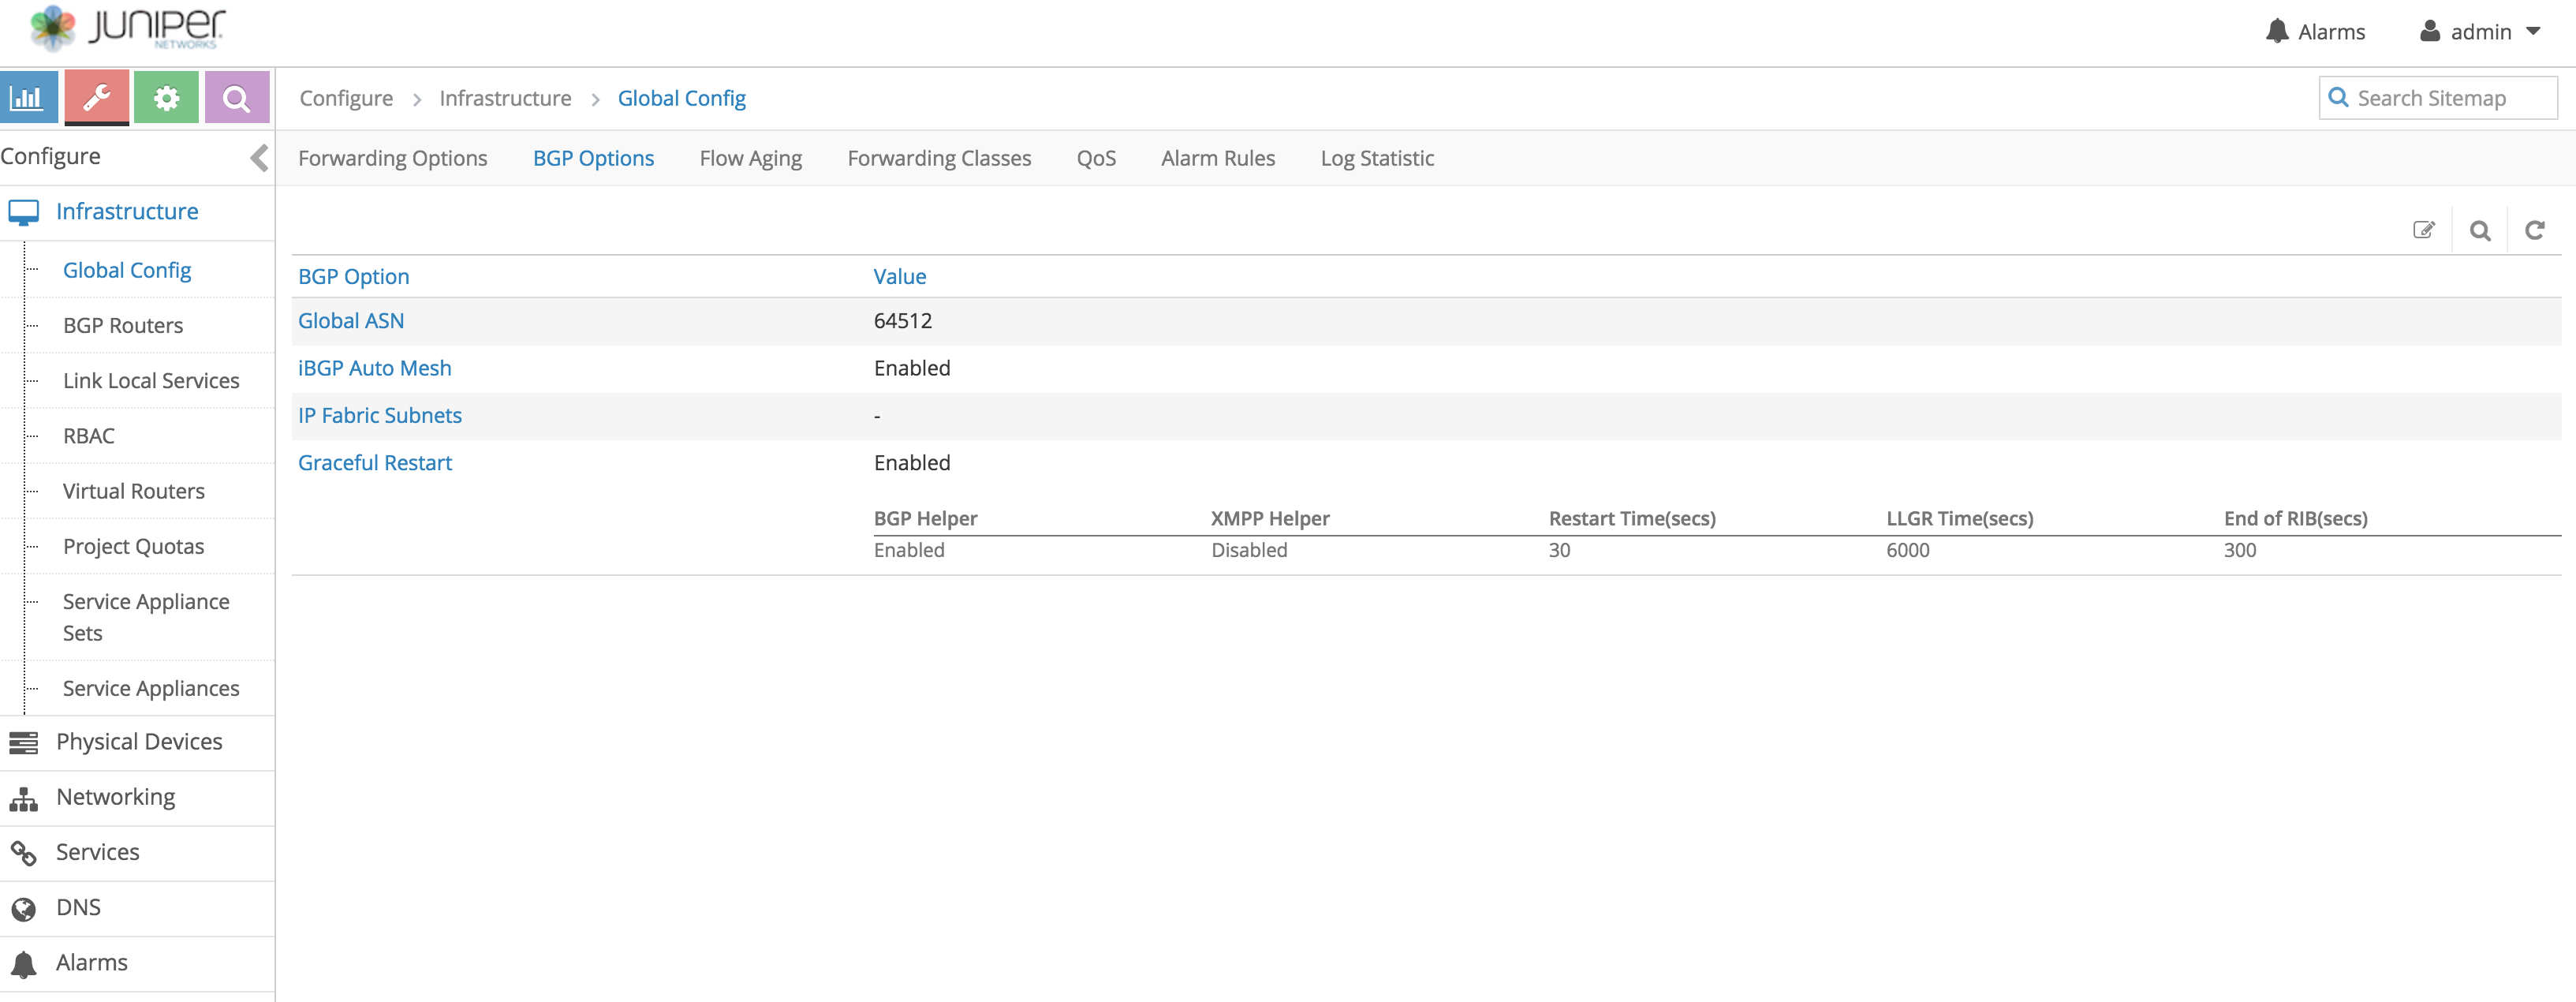 JUNIPER
NETWORKS
Alarms
admin
Configure
Infrastructure
Global Config
Search Sitemap
Configure
Forwarding Options
BGP Options
Flow Aging
Forwarding Classes
QoS
Alarm Rules
Log Statistic
Infrastructure
Global Config
BGP Routers
Link Local Services
RBAC
Virtual Routers
Project Quotas
Service Appliance
Sets
Service Appliances
Physical Devices
Networking
Services
DNS
Alarms
BGP Option Value
Global ASN 64512
iBGP Auto Mesh Enabled
IP Fabric Subnets -
Graceful Restart Enabled
BGP Helper XMPP Helper Restart Time(secs) LLGR Time(secs) End of RIB(secs)
Enabled Disabled 30 6000 300